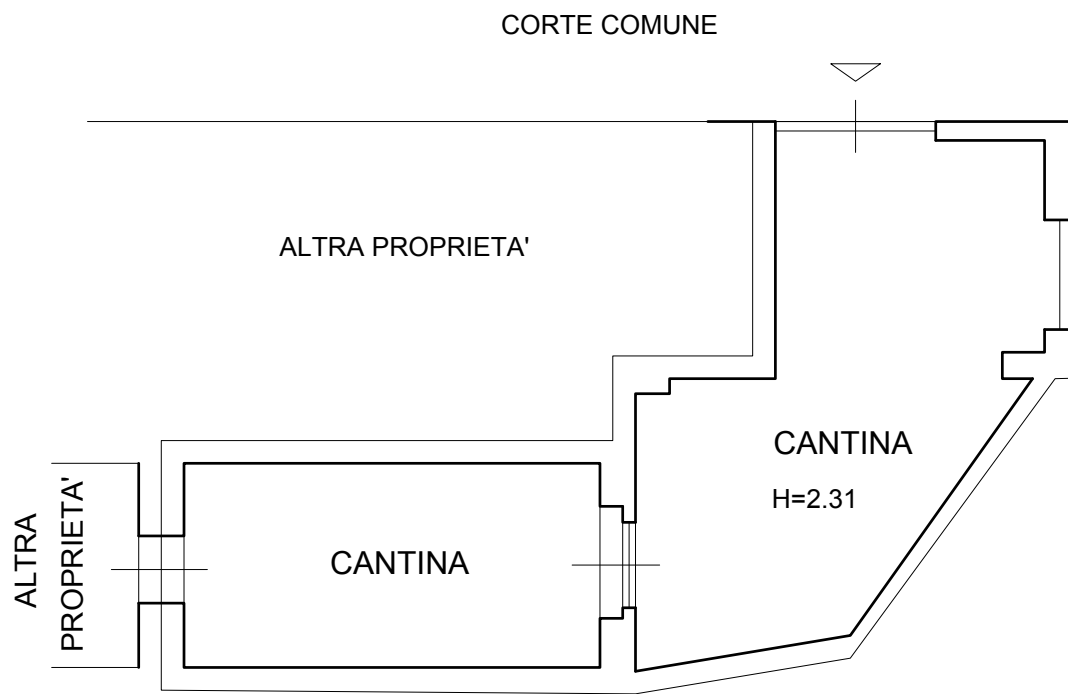 CORTE COMUNE
ALTRA PROPRIETA'
CANTINA
H=2.31
CANTINA
ALTRA
PROPRIETA'